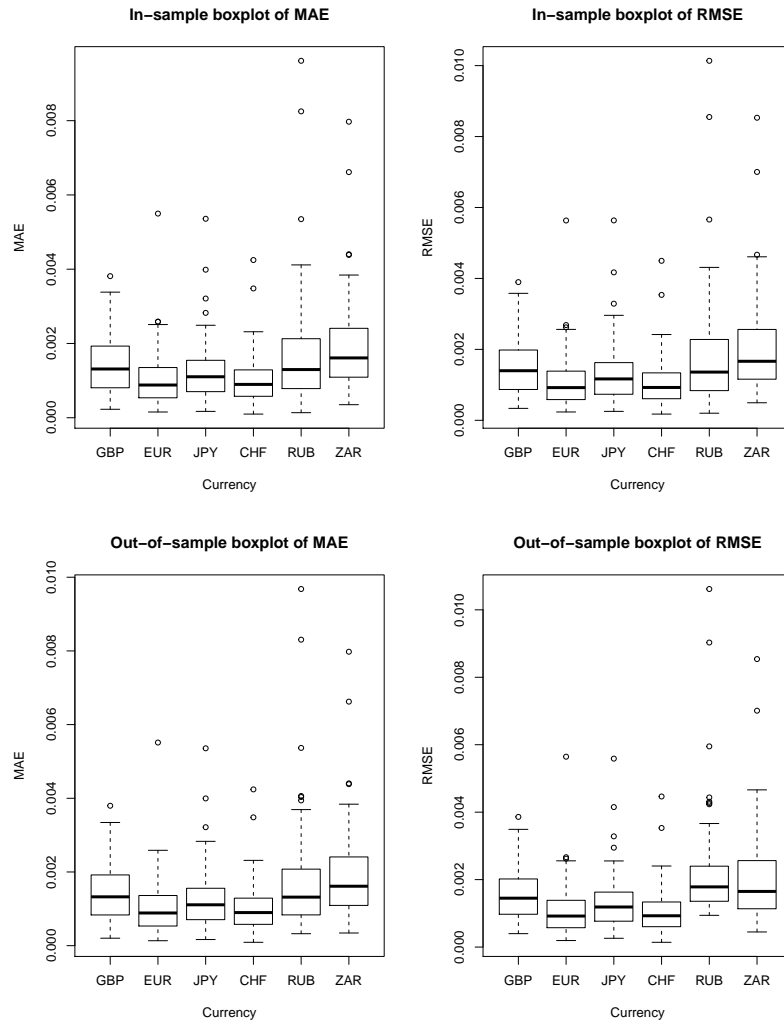 In-sample boxplot of MAE
MAE
0.000
0.002
0.004
0.006
0.008
GBP EUR JPY CHF RUB ZAR
Currency
In-sample boxplot of RMSE
RMSE
0.000
0.002
0.004
0.006
0.008
0.010
GBP EUR JPY CHF RUB ZAR
Currency
Out-of-sample boxplot of MAE
MAE
0.000
0.002
0.004
0.006
0.008
0.010
GBP EUR JPY CHF RUB ZAR
Currency
Out-of-sample boxplot of RMSE
RMSE
0.000
0.002
0.004
0.006
0.008
0.010
GBP EUR JPY CHF RUB ZAR
Currency